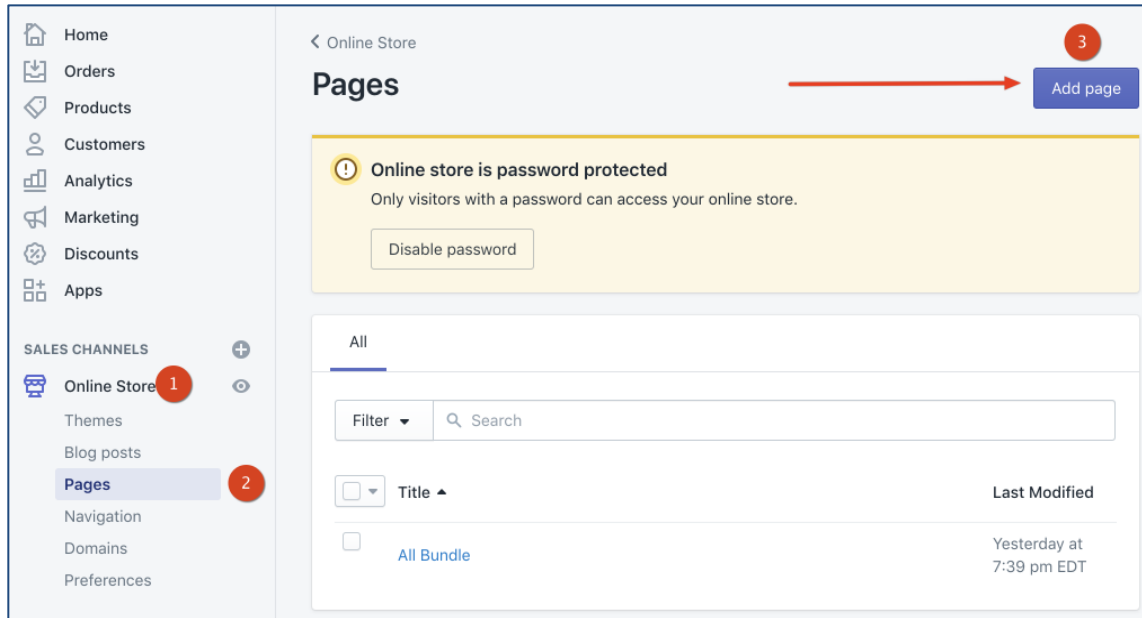 Home
Orders
Products
Customers
Analytics
Marketing
Discounts
Apps
SALES CHANNELS
Online Store 1
Themes
Blog posts
Pages 2
Navigation
Domains
Preferences
Online Store
3
Pages
Add page
Online store is password protected
Only visitors with a password can access your online store.
Disable password
All
Filter
Search
Title
Last Modified
All Bundle
Yesterday at
7:39 pm EDT